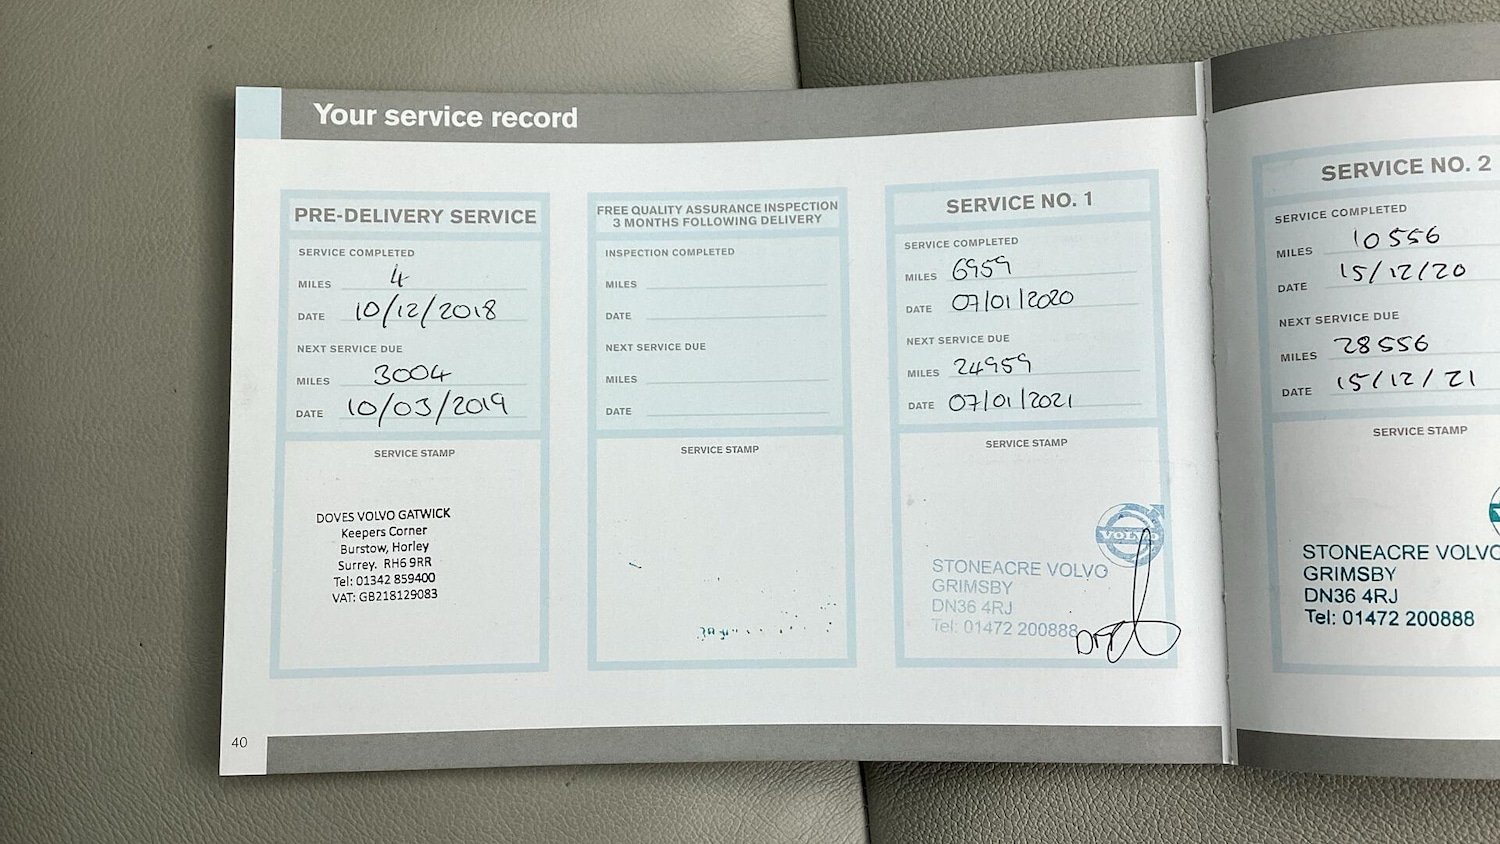 Your service record
PRE-DELIVERY SERVICE
SERVICE COMPLETED
MILES 4
DATE 10/12/2018
NEXT SERVICE DUE
MILES 3004
DATE 10/03/2019
SERVICE STAMP
DOVES VOLVO GATWICK
Keepers Corner
Burstow, Horley
Surrey. RH6 9RR
Tel: 01342 859400
VAT: GB218129083
FREE QUALITY ASSURANCE INSPECTION
3 MONTHS FOLLOWING DELIVERY
INSPECTION COMPLETED
MILES
DATE
NEXT SERVICE DUE
MILES
DATE
SERVICE STAMP
SERVICE NO. 1
SERVICE COMPLETED
MILES 6959
DATE 07/01/2020
NEXT SERVICE DUE
MILES 24959
DATE 07/01/2021
SERVICE STAMP
VOLVO
STONEACRE VOLVO
GRIMSBY
DN36 4RJ
Tel: 01472 200888
40
SERVICE NO. 2
SERVICE COMPLETED
MILES 10556
DATE 15/12/20
NEXT SERVICE DUE
MILES 28556
DATE 15/12/21
SERVICE STAMP
STONEACRE VOLVO
GRIMSBY
DN36 4RJ
Tel: 01472 200888